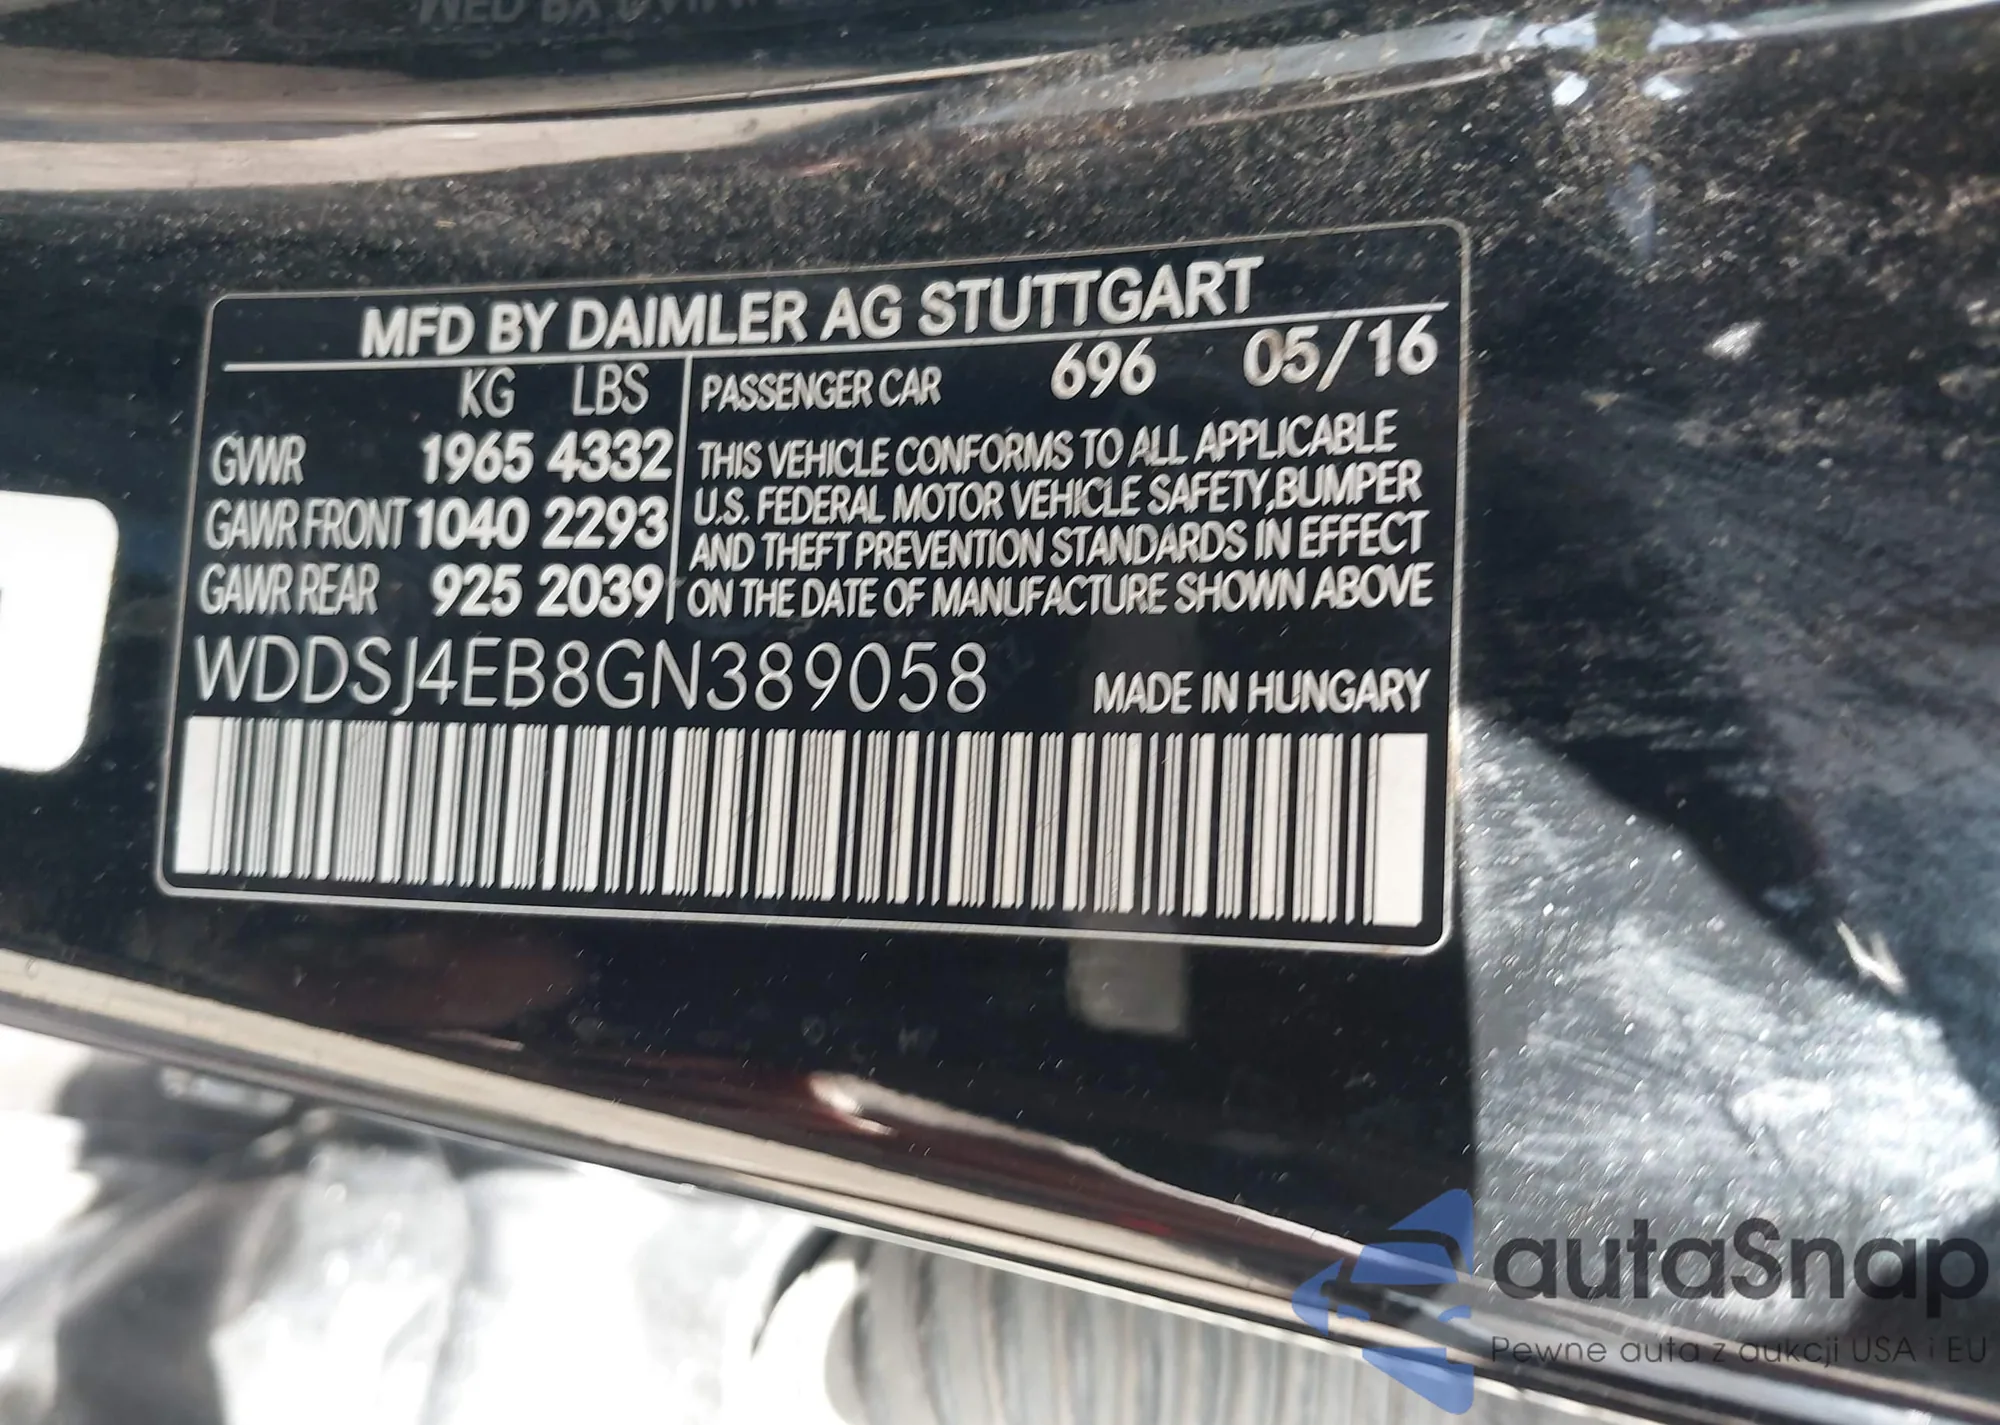 MFD BY DAIMLER AG STUTTGART
KG LBS PASSENGER CAR 696 05/16
GVWR 1965 4332 THIS VEHICLE CONFORMS TO ALL APPLICABLE
U.S. FEDERAL MOTOR VEHICLE SAFETY,BUMPER
GAWR FRONT 1040 2293 AND THEFT PREVENTION STANDARDS IN EFFECT
GAWR REAR 925 2039 ON THE DATE OF MANUFACTURE SHOWN ABOVE
WDDSJ4EB8GN389058 MADE IN HUNGARY
autaSnap
Pewne auta z aukcji USA i EU